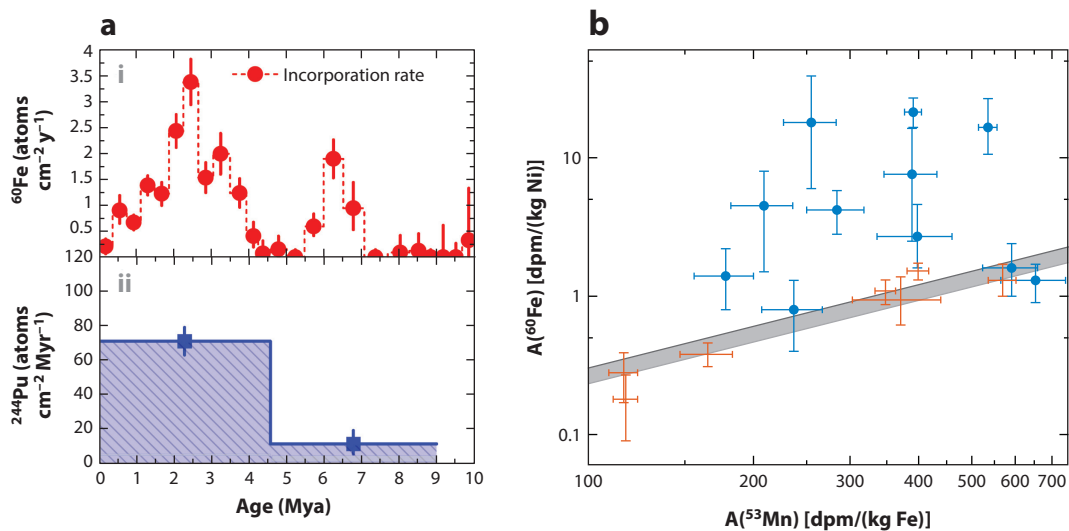 a
i
Incorporation rate
⁶⁰Fe (atoms
cm⁻² y⁻¹)
4
3.5
3
2.5
2
1.5
1
0.5
120
ii
²⁴⁴Pu (atoms
cm⁻² Myr⁻¹)
100
80
60
40
20
0
0 1 2 3 4 5 6 7 8 9 10
Age (Mya)
b
A(⁶⁰Fe) [dpm/(kg Ni)]
10
1
0.1
100 200 300 400 500 600 700
A(⁵³Mn) [dpm/(kg Fe)]